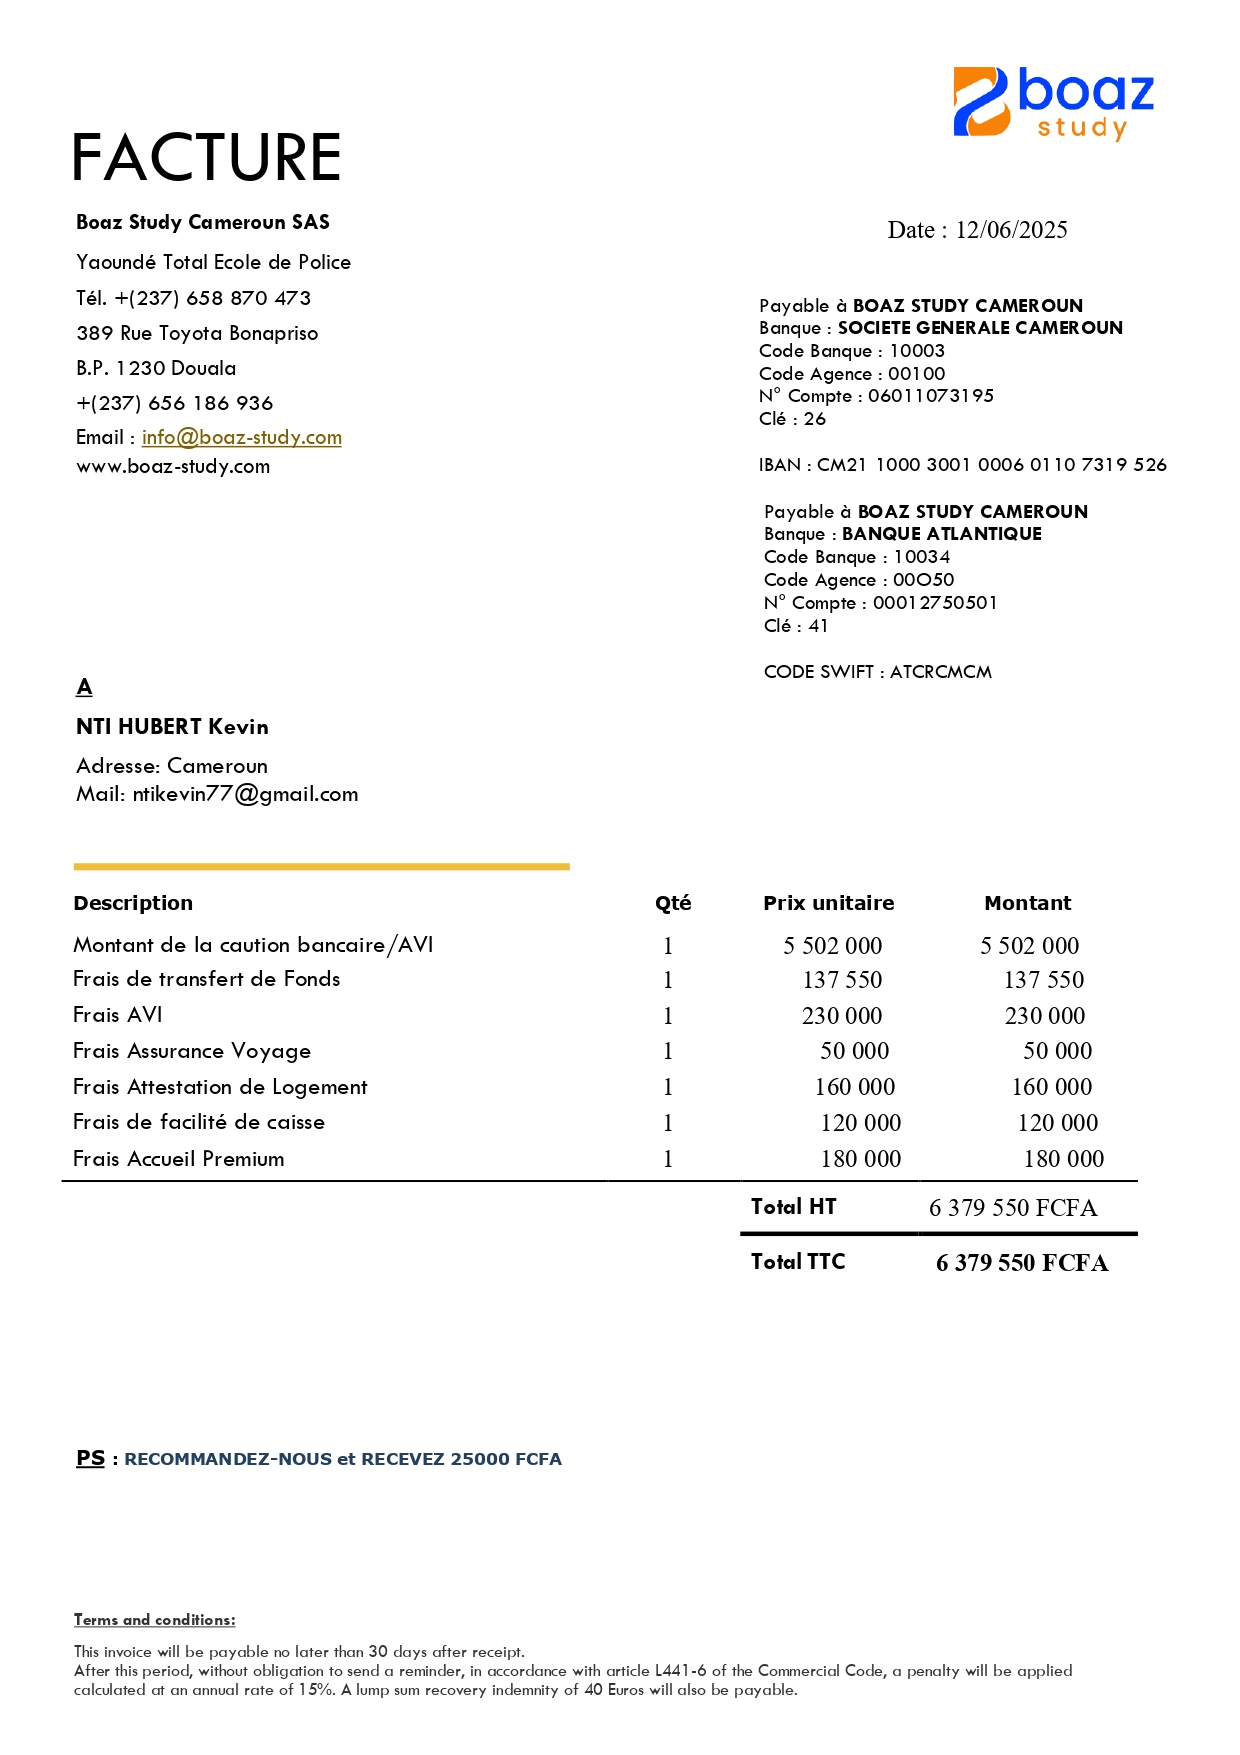 boaz
study
FACTURE
Boaz Study Cameroun SAS
Yaoundé Total Ecole de Police
Tél. +(237) 658 870 473
389 Rue Toyota Bonapriso
B.P. 1230 Douala
+(237) 656 186 936
Email : info@boaz-study.com
www.boaz-study.com
Date : 12/06/2025
Payable à BOAZ STUDY CAMEROUN
Banque : SOCIETE GENERALE CAMEROUN
Code Banque : 10003
Code Agence : 00100
N° Compte : 06011073195
Clé : 26
IBAN : CM21 1000 3001 0006 0110 7319 526
Payable à BOAZ STUDY CAMEROUN
Banque : BANQUE ATLANTIQUE
Code Banque : 10034
Code Agence : 00O50
N° Compte : 00012750501
Clé : 41
CODE SWIFT : ATCRCMCM
A
NTI HUBERT Kevin
Adresse: Cameroun
Mail: ntikevin77@gmail.com
Description Qté Prix unitaire Montant
Montant de la caution bancaire/AVI 1 5 502 000 5 502 000
Frais de transfert de Fonds 1 137 550 137 550
Frais AVI 1 230 000 230 000
Frais Assurance Voyage 1 50 000 50 000
Frais Attestation de Logement 1 160 000 160 000
Frais de facilité de caisse 1 120 000 120 000
Frais Accueil Premium 1 180 000 180 000
Total HT 6 379 550 FCFA
Total TTC 6 379 550 FCFA
PS : RECOMMANDEZ-NOUS et RECEVEZ 25000 FCFA
Terms and conditions:
This invoice will be payable no later than 30 days after receipt.
After this period, without obligation to send a reminder, in accordance with article L441-6 of the Commercial Code, a penalty will be applied
calculated at an annual rate of 15%. A lump sum recovery indemnity of 40 Euros will also be payable.